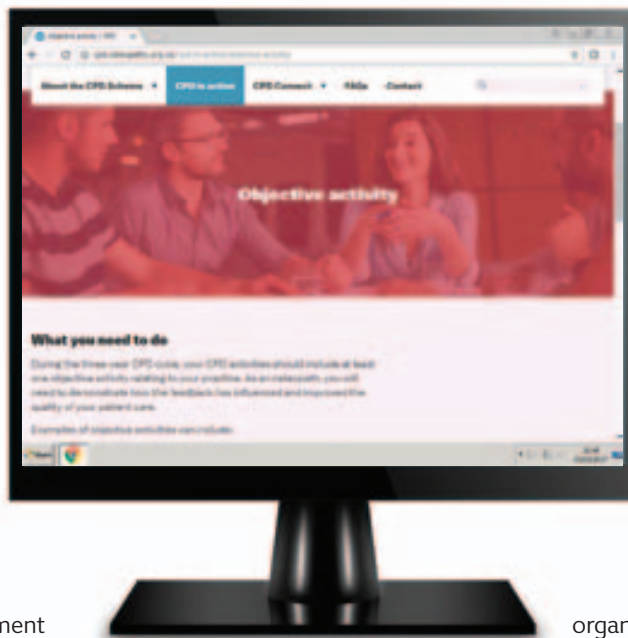 About the CPD Scheme CPD in action CPD Connect FAQs Contact
Objective activity
What you need to do
During the three-year CPD cycle, your CPD activities should include at least
one objective activity relating to your practice. As an osteopath, you will
need to demonstrate how the feedback has influenced and improved the
quality of your patient care.
Examples of objective activities can include:
ment
organ